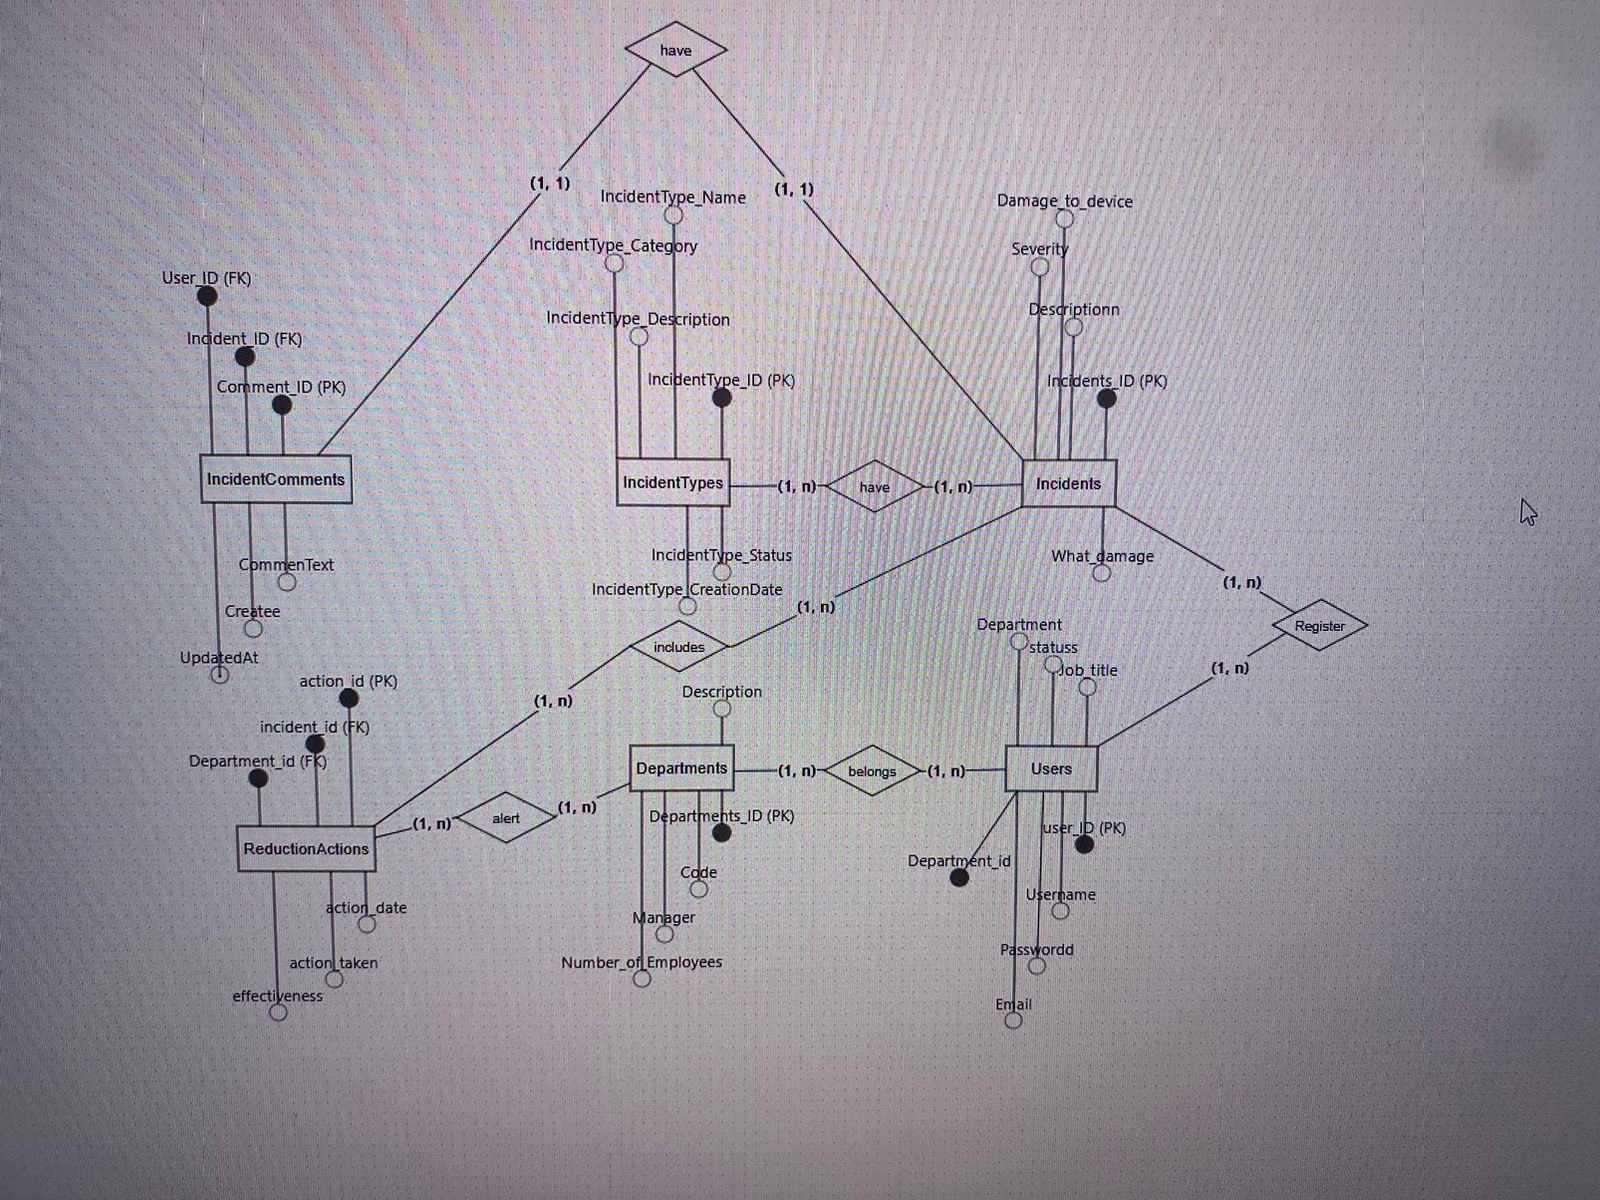 have
(1, 1)
(1, 1)
IncidentType_Name
Damage_to_device
IncidentType_Category
Severity
User_ID (FK)
Descriptionn
IncidentType_Description
Incident_ID (FK)
IncidentType_ID (PK)
Incidents_ID (PK)
Comment_ID (PK)
IncidentComments
IncidentTypes
(1, n)
have
(1, n)
Incidents
IncidentType_Status
What_damage
CommenText
(1, n)
IncidentType_CreationDate
(1, n)
Createe
Department
Register
statuss
includes
UpdatedAt
(1, n)
Job_title
action_id (PK)
Description
(1, n)
incident_id (FK)
Department_id (FK)
Departments
(1, n)
belongs
(1, n)
Users
(1, n)
alert
(1, n)
Departments_ID (PK)
user_ID (PK)
ReductionActions
Department_id
Code
Username
action_date
Manager
Passwordd
action_taken
Number_of_Employees
effectiveness
Email